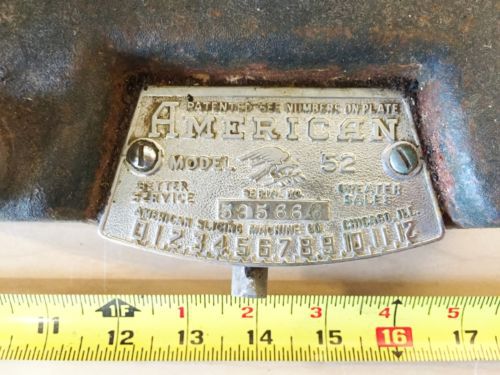 PATENTED-SEE NUMBERS ON PLATE
AMERICAN
MODEL 52
BETTER SERVICE
GREATER SALES
SERIAL NO.
AMERICAN SLICING MACHINE CO. CHICAGO, ILL.
0 1 2 3 4 5 6 7 8 9 10 11 12
11 1F 12 1 13 2 14 3 15 4 16 5 17